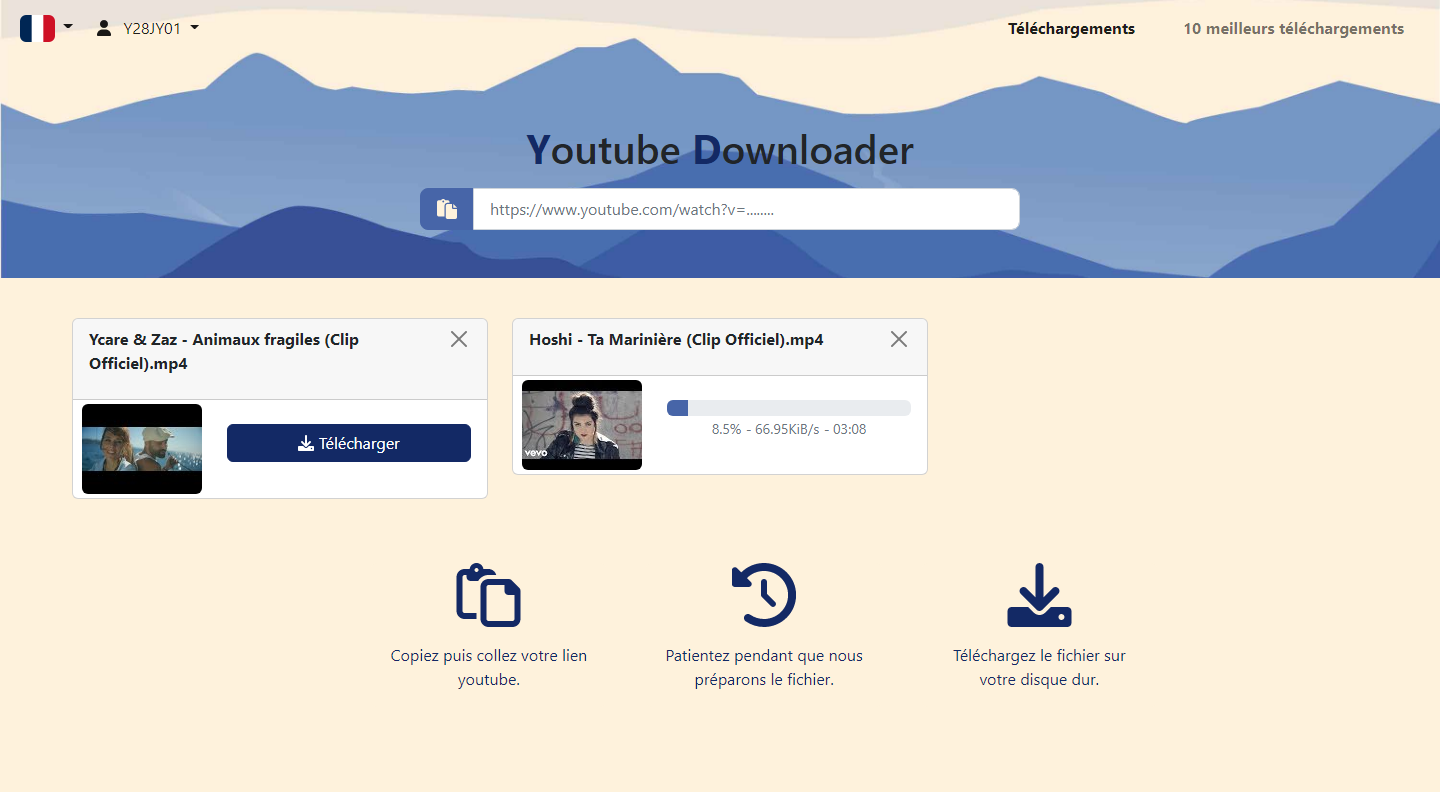 Y28JY01
Téléchargements
10 meilleurs téléchargements
Youtube Downloader
https://www.youtube.com/watch?v=........
Ycare & Zaz - Animaux fragiles (Clip
Officiel).mp4
Télécharger
Hoshi - Ta Marinière (Clip Officiel).mp4
vevo
8.5% - 66.95KiB/s - 03:08
Copiez puis collez votre lien
youtube.
Patientez pendant que nous
préparons le fichier.
Téléchargez le fichier sur
votre disque dur.